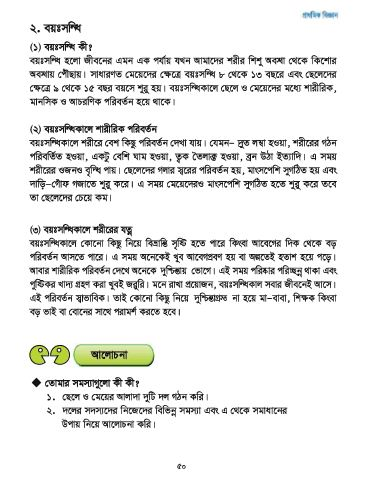 প্রাথমিক বিজ্ঞান
২. বয়ঃসন্ধি
(১) বয়ঃসন্ধি কী?
বয়ঃসন্ধি হলো জীবনের এমন এক পর্যায় যখন আমাদের শরীর শিশু অবস্থা থেকে কিশোর
অবস্থায় পৌঁছায়। সাধারণত মেয়েদের ক্ষেত্রে বয়ঃসন্ধি ৮ থেকে ১৩ বছরে এবং ছেলেদের
ক্ষেত্রে ৯ থেকে ১৫ বছর বয়সে শুরু হয়। বয়ঃসন্ধিকালে ছেলে ও মেয়েদের মধ্যে শারীরিক,
মানসিক ও আচরণিক পরিবর্তন হয়ে থাকে।
(২) বয়ঃসন্ধিকালে শারীরিক পরিবর্তন
বয়ঃসন্ধিকালে শরীরে বেশ কিছু পরিবর্তন দেখা যায়। যেমন- দ্রুত লম্বা হওয়া, শরীরের গঠন
পরিবর্তিত হওয়া, একটু বেশি ঘাম হওয়া, ত্বক তৈলাক্ত হওয়া, ব্রন উঠা ইত্যাদি। এ সময়
শরীরের ওজনও বৃদ্ধি পায়। ছেলেদের গলার স্বরের পরিবর্তন হয়, মাংসপেশি সুগঠিত হয় এবং
দাড়ি-গোঁফ গজাতে শুরু করে। এ সময় মেয়েদেরও মাংসপেশি সুগঠিত হতে শুরু করে তবে
তা ছেলেদের চেয়ে কম।
(৩) বয়ঃসন্ধিকালে শরীরের যত্ন
বয়ঃসন্ধিকালে কোনো কিছু নিয়ে বিভ্রান্তি সৃষ্টি হতে পারে কিংবা আবেগের দিক থেকে বড়
পরিবর্তন আসতে পারে। এ সময় অনেকেই খুব আবেগপ্রবণ হয় বা অল্পতেই হতাশ হয়ে পড়ে।
আবার শারীরিক পরিবর্তন দেখে অনেকে দুশ্চিন্তায় ভোগে। এই সময় পরিষ্কার পরিচ্ছন্ন থাকা এবং
পুষ্টিকর খাদ্য গ্রহণ করা খুবই জরুরি। মনে রাখা প্রয়োজন, বয়ঃসন্ধিকাল সবার জীবনেই আসে।
এই পরিবর্তন স্বাভাবিক। তাই কোনো কিছু নিয়ে দুশ্চিন্তাগ্রস্ত না হয়ে মা-বাবা, শিক্ষক কিংবা
বড় ভাই বা বোনের সাথে পরামর্শ করতে হবে।
আলোচনা
◆ তোমার সমস্যাগুলো কী কী?
১. ছেলে ও মেয়ের আলাদা দুটি দল গঠন করি।
২. দলের সদস্যদের নিজেদের বিভিন্ন সমস্যা এবং এ থেকে সমাধানের
উপায় নিয়ে আলোচনা করি।
৫০